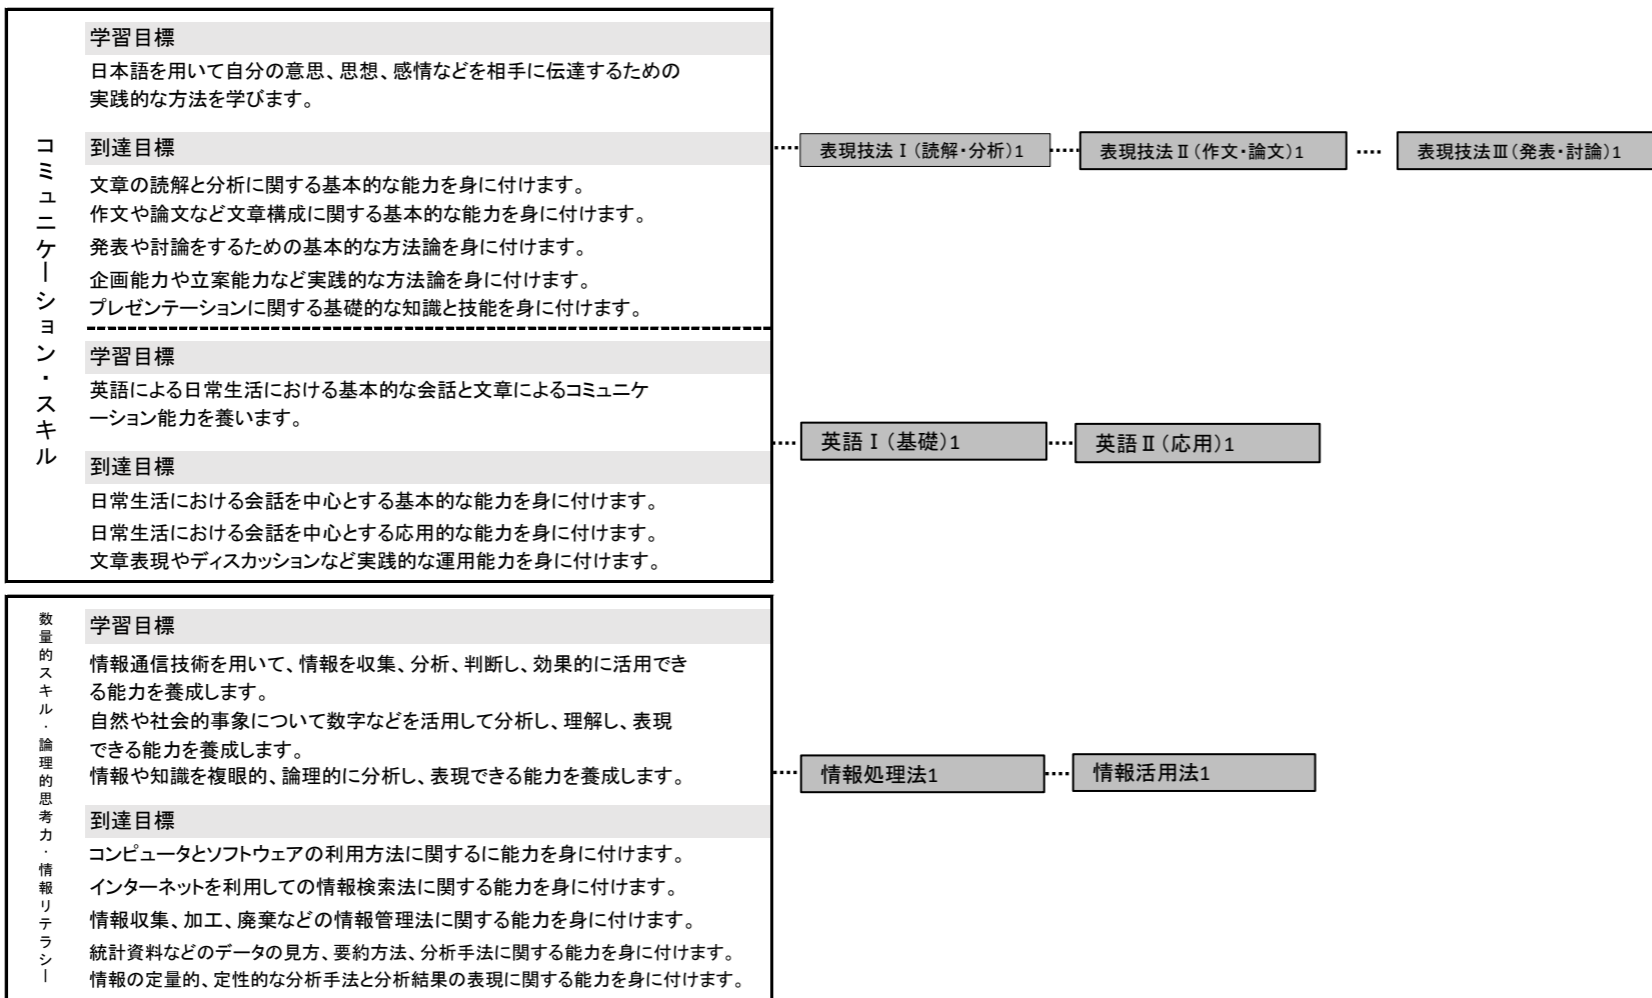 コミュニケーション・スキル
学習目標
日本語を用いて自分の意思、思想、感情などを相手に伝達するための
実践的な方法を学びます。
到達目標
文章の読解と分析に関する基本的な能力を身に付けます。
作文や論文など文章構成に関する基本的な能力を身に付けます。
発表や討論をするための基本的な方法論を身に付けます。
企画能力や立案能力など実践的な方法論を身に付けます。
プレゼンテーションに関する基礎的な知識と技能を身に付けます。
表現技法Ⅰ（読解・分析）1
表現技法Ⅱ（作文・論文）1
表現技法Ⅲ（発表・討論）1
学習目標
英語による日常生活における基本的な会話と文章によるコミュニケ
ーション能力を養います。
到達目標
日常生活における会話を中心とする基本的な能力を身に付けます。
日常生活における会話を中心とする応用的な能力を身に付けます。
文章表現やディスカッションなど実践的な運用能力を身に付けます。
英語Ⅰ（基礎）1
英語Ⅱ（応用）1
数量的スキル・論理的思考力・情報リテラシー
学習目標
情報通信技術を用いて、情報を収集、分析、判断し、効果的に活用でき
る能力を養成します。
自然や社会的事象について数字などを活用して分析し、理解し、表現
できる能力を養成します。
情報や知識を複眼的、論理的に分析し、表現できる能力を養成します。
到達目標
コンピュータとソフトウェアの利用方法に関するに能力を身に付けます。
インターネットを利用しての情報検索法に関する能力を身に付けます。
情報収集、加工、廃棄などの情報管理法に関する能力を身に付けます。
統計資料などのデータの見方、要約方法、分析手法に関する能力を身に付けます。
情報の定量的、定性的な分析手法と分析結果の表現に関する能力を身に付けます。
情報処理法1
情報活用法1